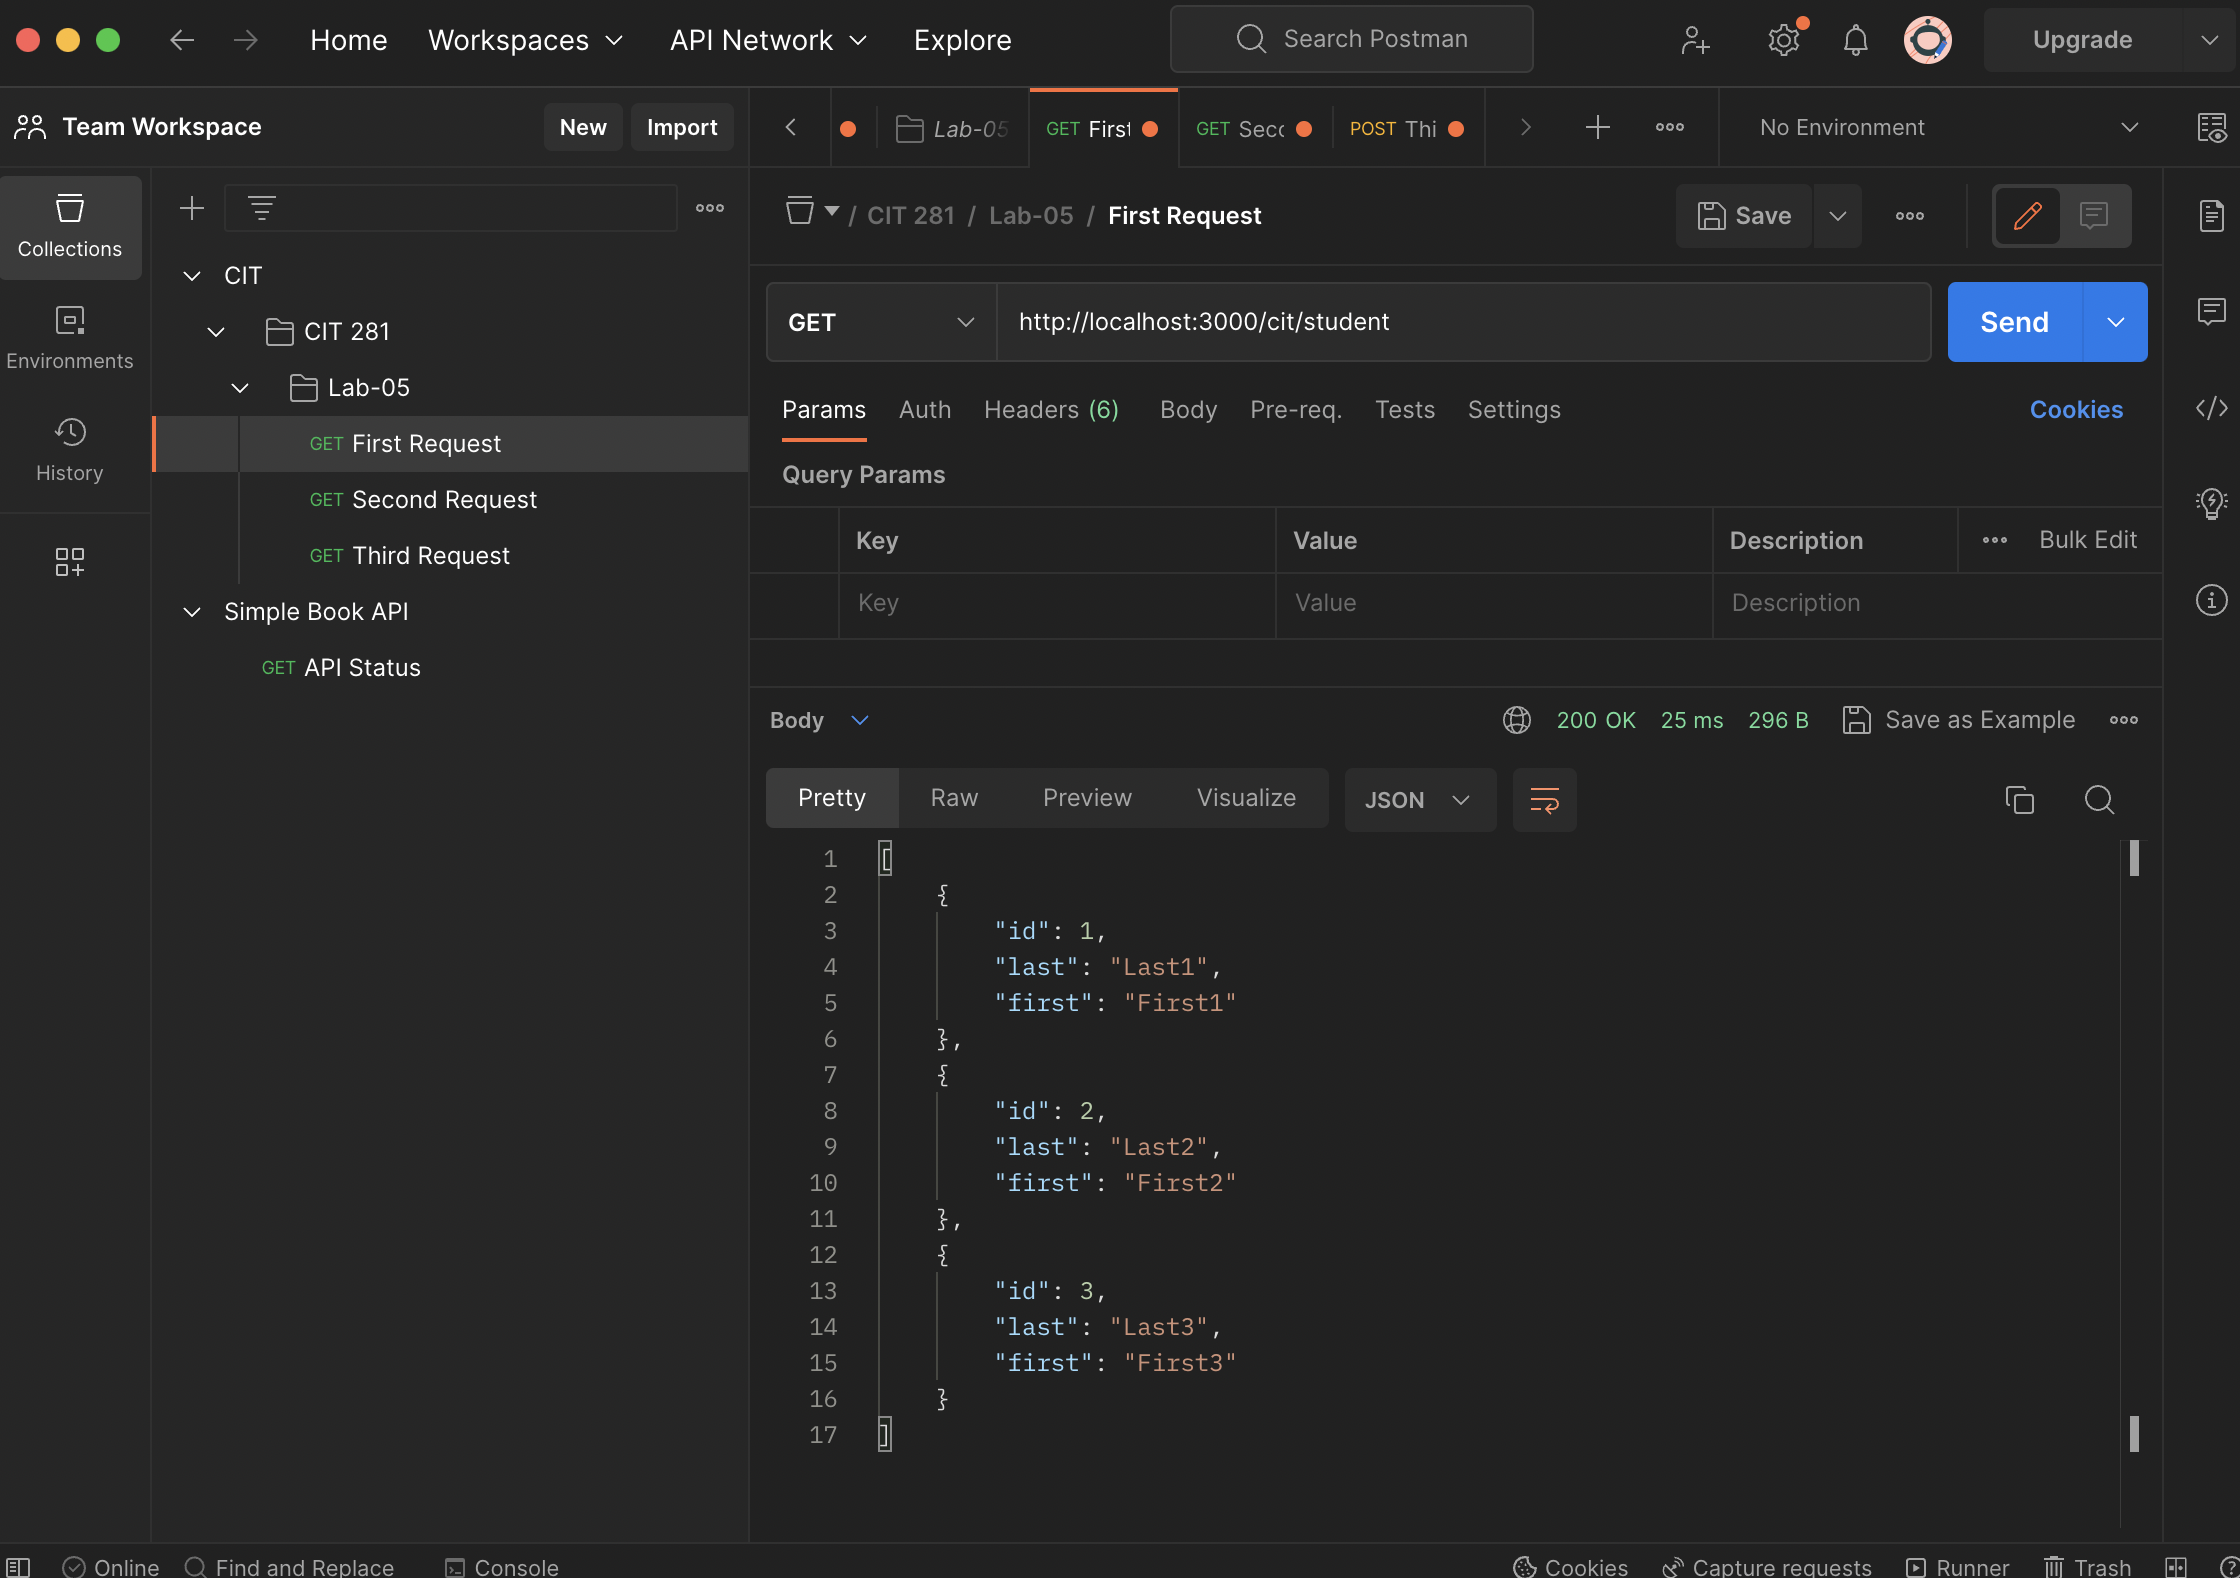 Home Workspaces API Network Explore Search Postman Upgrade
Team Workspace New Import
Lab-05 GET First GET Seco POST Thi No Environment
Collections
Environments
History
CIT
CIT 281
Lab-05
GET First Request
GET Second Request
GET Third Request
Simple Book API
GET API Status
/ CIT 281 / Lab-05 / First Request Save
GET http://localhost:3000/cit/student Send
Params Auth Headers (6) Body Pre-req. Tests Settings Cookies
Query Params
Key Value Description Bulk Edit
Key Value Description
Body 200 OK 25 ms 296 B Save as Example
Pretty Raw Preview Visualize JSON
1 [
2 {
3 "id": 1,
4 "last": "Last1",
5 "first": "First1"
6 },
7 {
8 "id": 2,
9 "last": "Last2",
10 "first": "First2"
11 },
12 {
13 "id": 3,
14 "last": "Last3",
15 "first": "First3"
16 }
17 ]
Online Find and Replace Console Cookies Capture requests Runner Trash